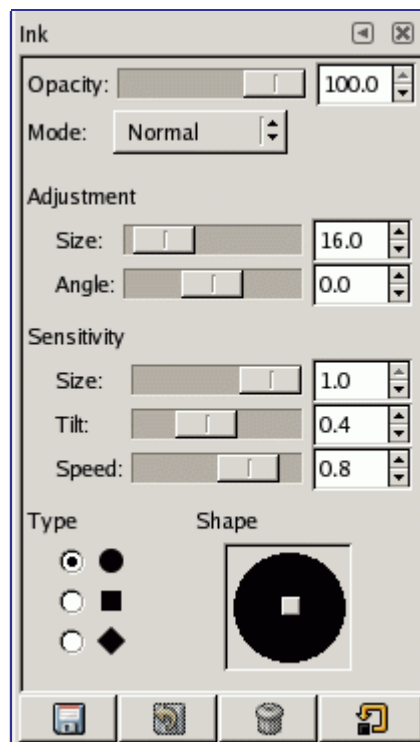 Ink
Opacity: 100.0
Mode: Normal
Adjustment
Size: 16.0
Angle: 0.0
Sensitivity
Size: 1.0
Tilt: 0.4
Speed: 0.8
Type Shape